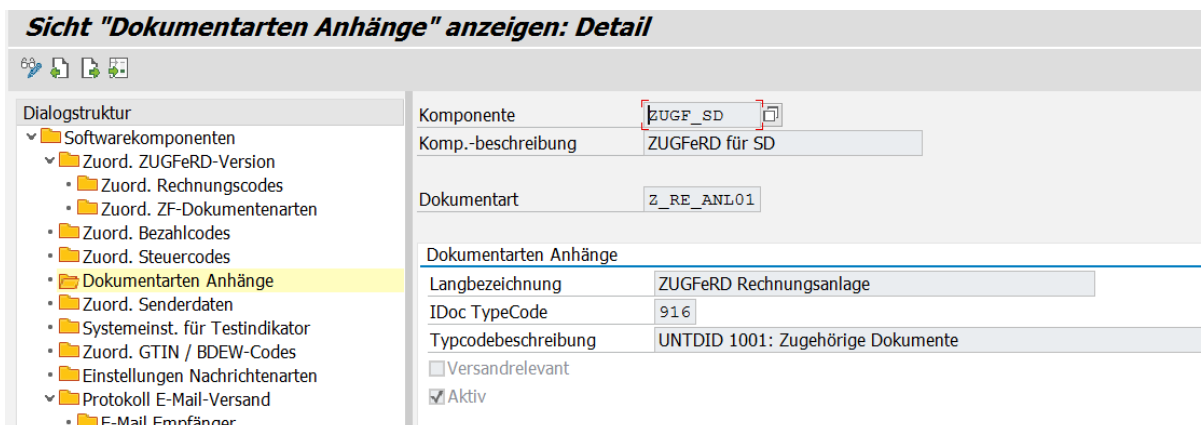 Sicht "Dokumentarten Anhänge" anzeigen: Detail
Dialogstruktur
Softwarekomponenten
Zuord. ZUGFeRD-Version
Zuord. Rechnungscodes
Zuord. ZF-Dokumentenarten
Zuord. Bezahlcodes
Zuord. Steuercodes
Dokumentarten Anhänge
Zuord. Senderdaten
Systemeinst. für Testindikator
Zuord. GTIN / BDEW-Codes
Einstellungen Nachrichtenarten
Protokoll E-Mail-Versand
E-Mail Empfänger
Komponente ZUGF_SD
Komp.-beschreibung ZUGFeRD für SD
Dokumentart Z_RE_ANL01
Dokumentarten Anhänge
Langbezeichnung ZUGFeRD Rechnungsanlage
IDoc TypeCode 916
Typcodebeschreibung UNTDID 1001: Zugehörige Dokumente
Versandrelevant
Aktiv